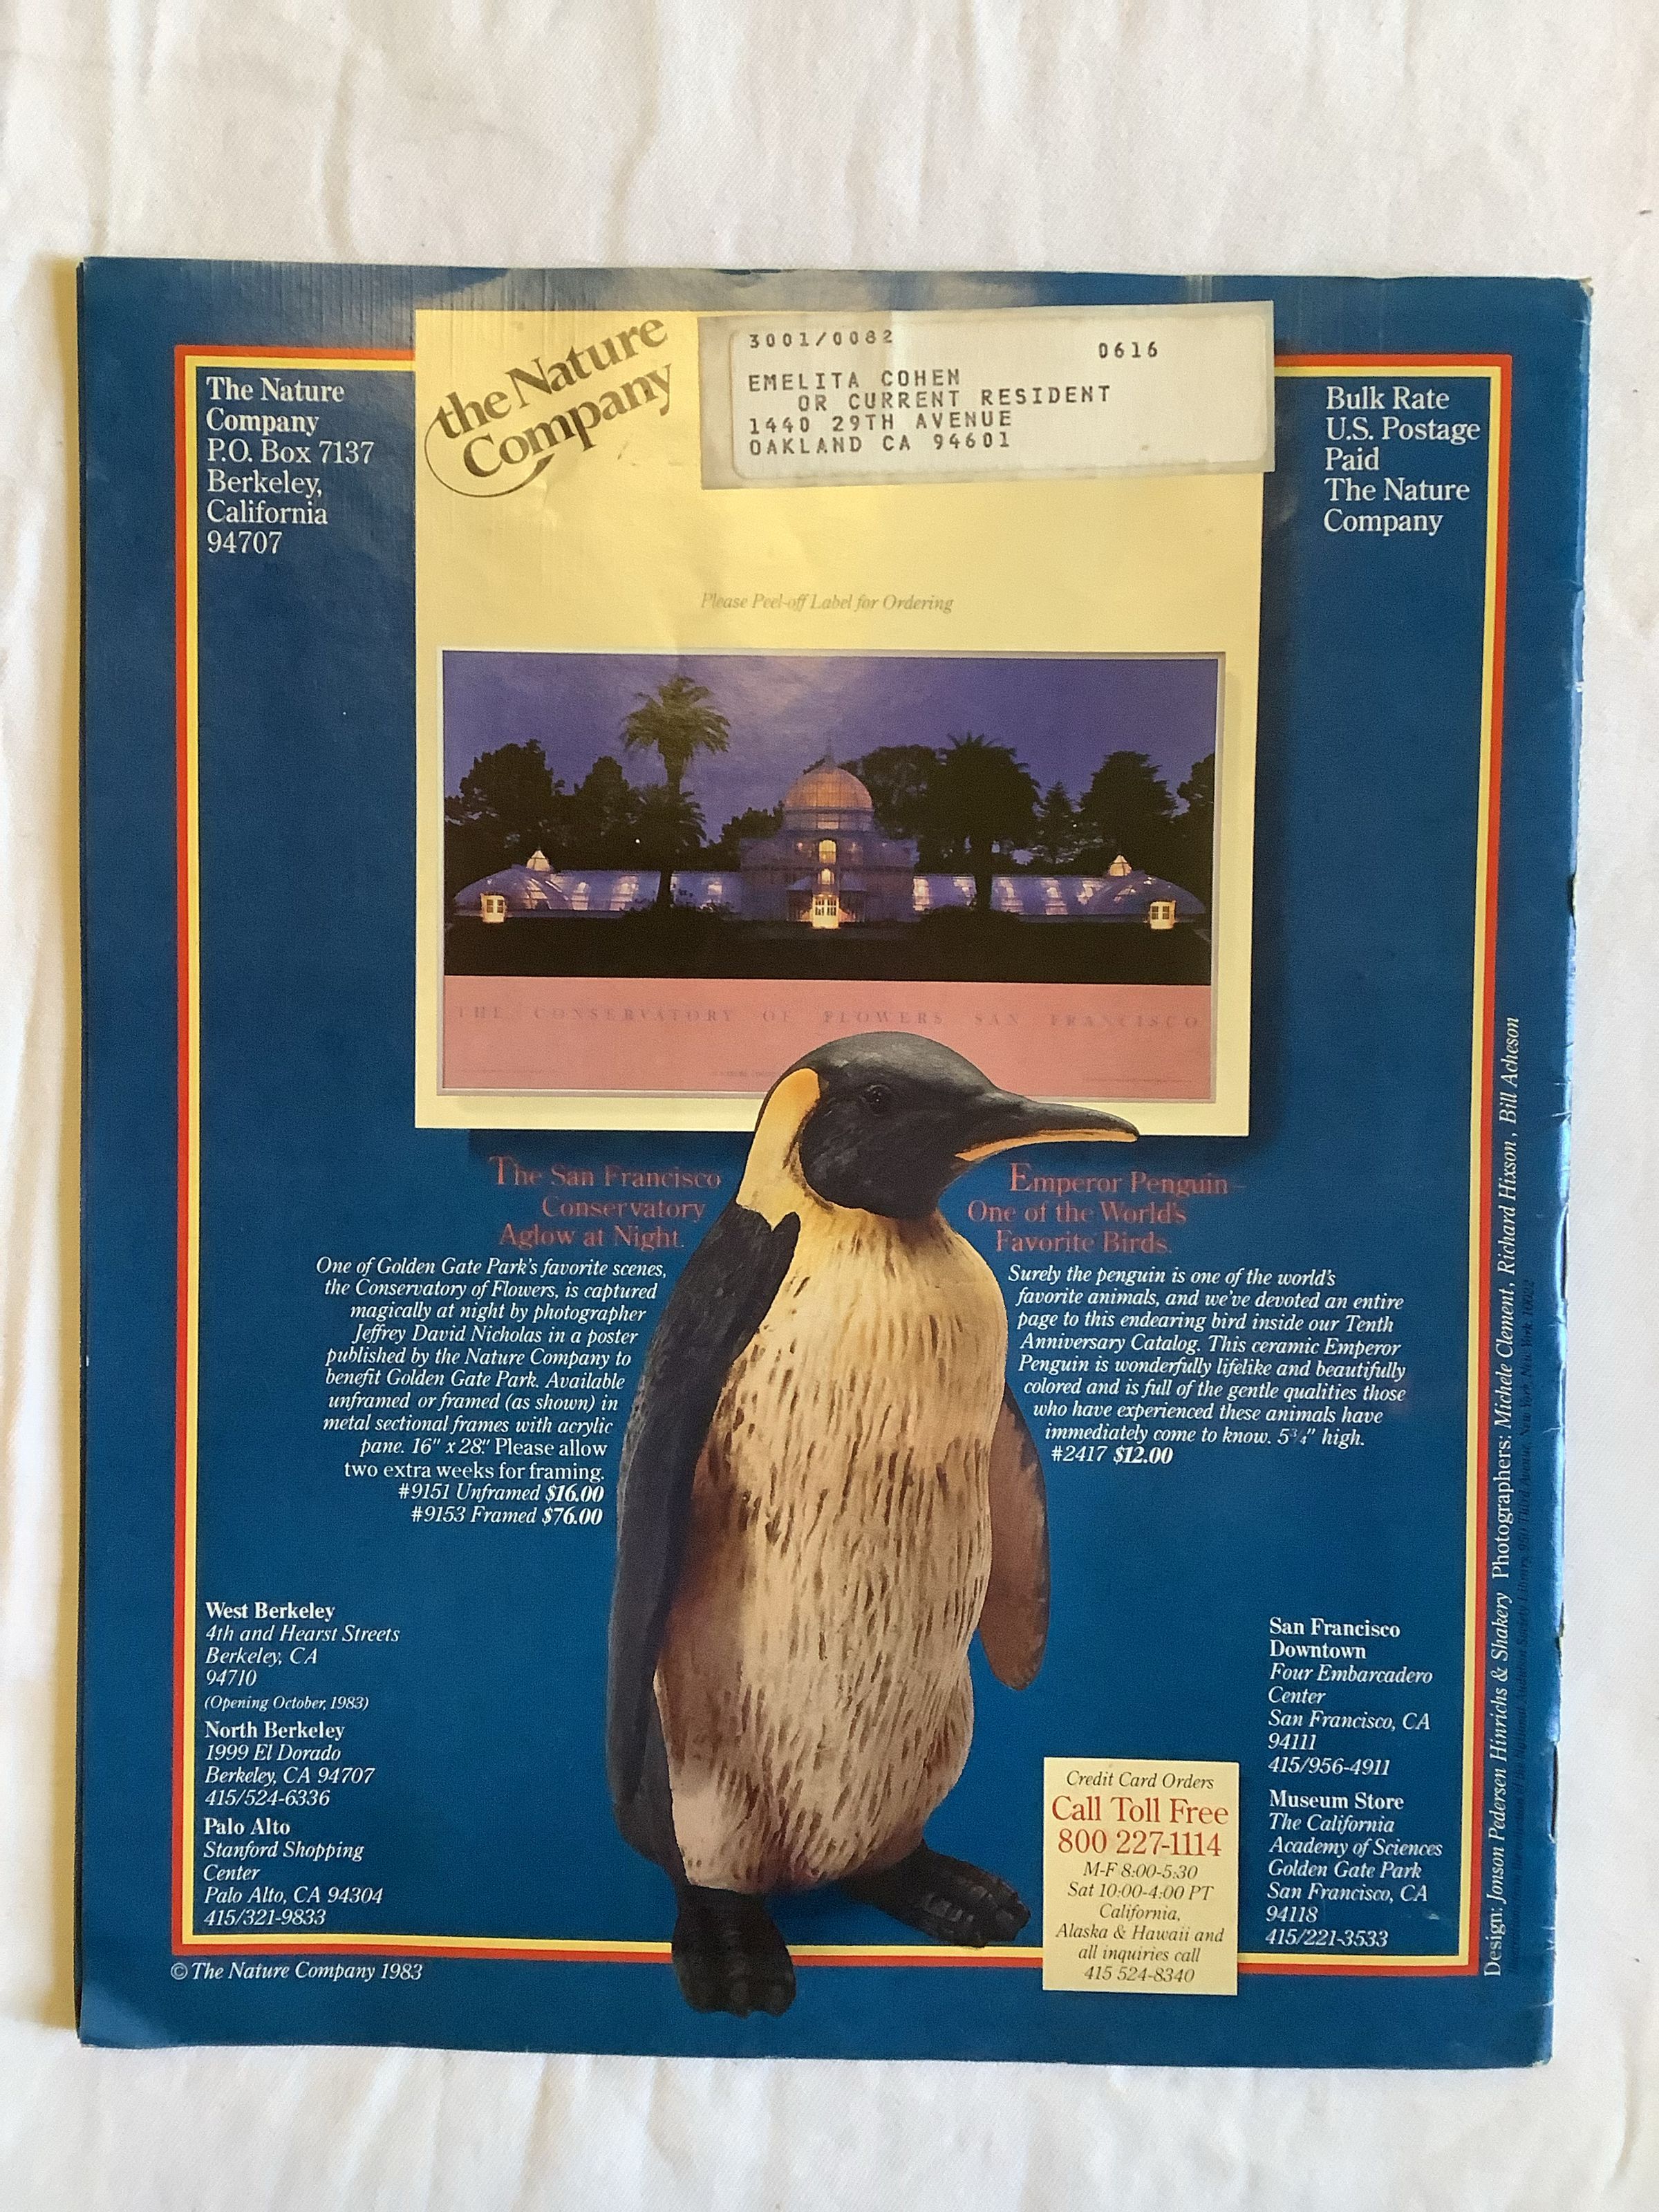 The Nature
Company
P.O. Box 7137
Berkeley,
California
94707
the Nature
Company
3001/0082
0616
EMELITA COHEN
OR CURRENT RESIDENT
1440 29TH AVENUE
OAKLAND CA 94601
Bulk Rate
U.S. Postage
Paid
The Nature
Company
Please Peel-off Label for Ordering
THE CONSERVATORY OF FLOWERS SAN FRANCISCO
The San Francisco
Conservatory
Aglow at Night.
One of Golden Gate Park's favorite scenes,
the Conservatory of Flowers, is captured
magically at night by photographer
Jeffrey David Nicholas in a poster
published by the Nature Company to
benefit Golden Gate Park. Available
unframed or framed (as shown) in
metal sectional frames with acrylic
pane. 16" x 28." Please allow
two extra weeks for framing.
#9151 Unframed $16.00
#9153 Framed $76.00
Emperor Penguin–
One of the World's
Favorite Birds.
Surely the penguin is one of the world's
favorite animals, and we've devoted an entire
page to this endearing bird inside our Tenth
Anniversary Catalog. This ceramic Emperor
Penguin is wonderfully lifelike and beautifully
colored and is full of the gentle qualities those
who have experienced these animals have
immediately come to know. 5¾" high.
#2417 $12.00
West Berkeley
4th and Hearst Streets
Berkeley, CA
94710
(Opening October, 1983)
North Berkeley
1999 El Dorado
Berkeley, CA 94707
415/524-6336
Palo Alto
Stanford Shopping
Center
Palo Alto, CA 94304
415/321-9833
© The Nature Company 1983
Credit Card Orders
Call Toll Free
800 227-1114
M-F 8:00-5:30
Sat 10:00-4:00 PT
California,
Alaska & Hawaii and
all inquiries call
415 524-8340
San Francisco
Downtown
Four Embarcadero
Center
San Francisco, CA
94111
415/956-4911
Museum Store
The California
Academy of Sciences
Golden Gate Park
San Francisco, CA
94118
415/221-3533
Design: Jonson Pedersen Hinrichs & Shakery Photographers: Michele Clement, Richard Hixson, Bill Acheson